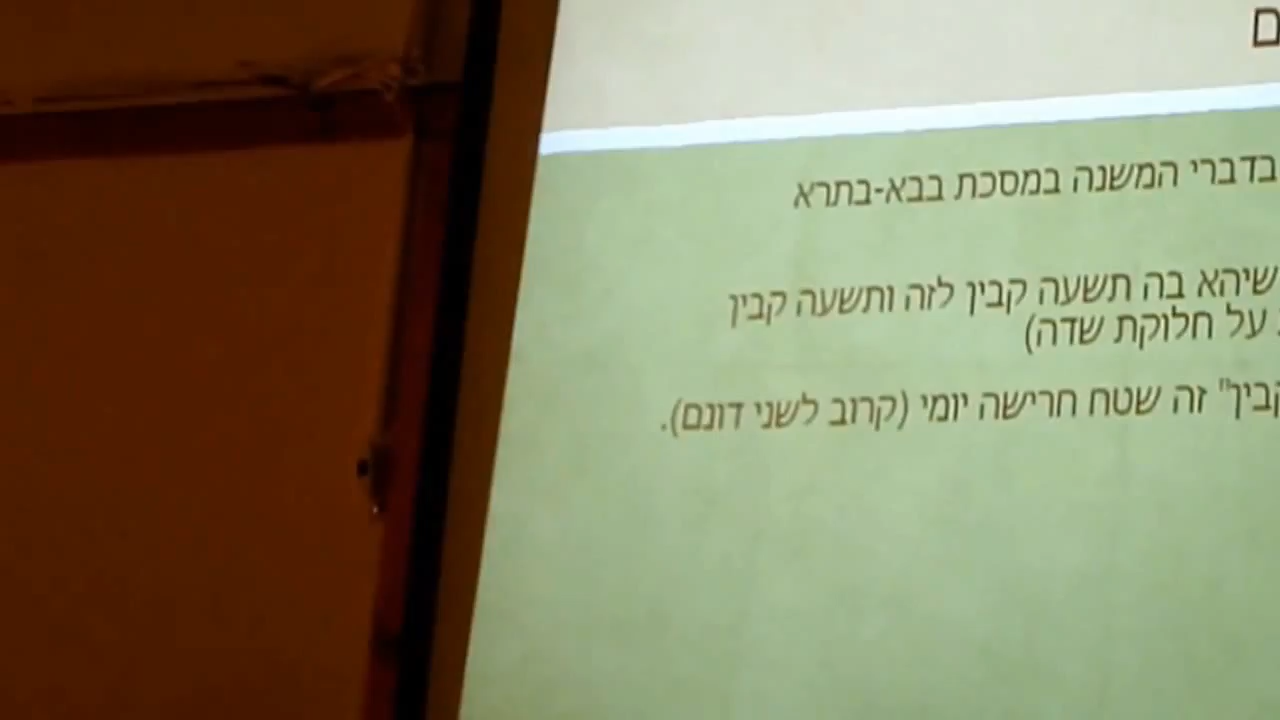 ם
בדברי המשנה במסכת בבא-בתרא
שיהא בה תשעה קבין לזה ותשעה קבין
על חלוקת שדה)
קבין" זה שטח חרישה יומי (קרוב לשני דונם).